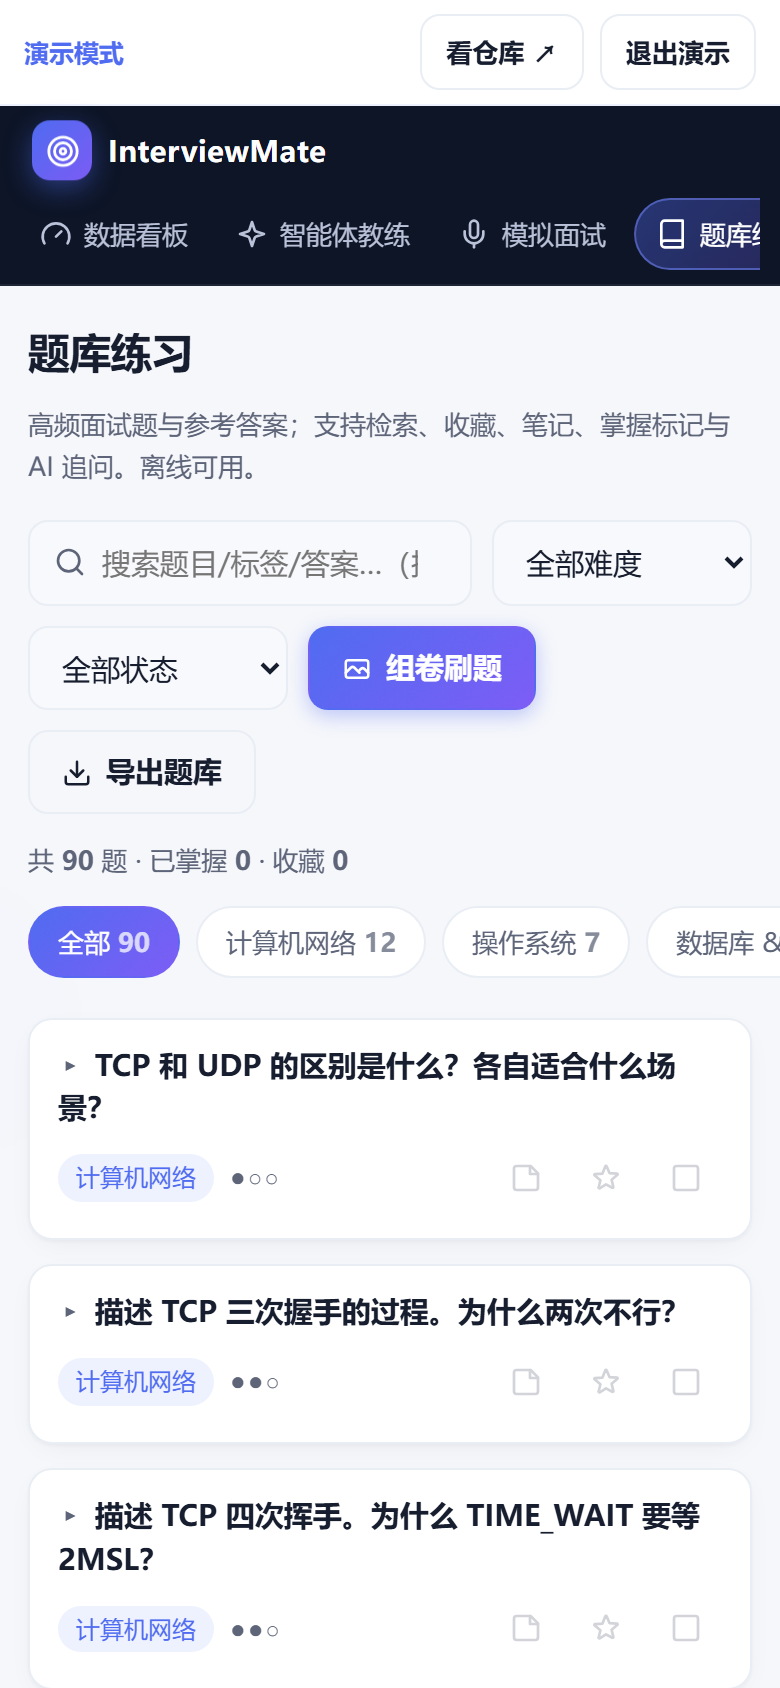 演示模式
看仓库 ↗
退出演示
InterviewMate
数据看板
智能体教练
模拟面试
题库
题库练习
高频面试题与参考答案；支持检索、收藏、笔记、掌握标记与
AI 追问。离线可用。
搜索题目/标签/答案...（
全部难度
全部状态
组卷刷题
导出题库
共 90 题 · 已掌握 0 · 收藏 0
全部 90
计算机网络 12
操作系统 7
数据库 &
▸ TCP 和 UDP 的区别是什么？各自适合什么场
景？
计算机网络 ●○○
▸ 描述 TCP 三次握手的过程。为什么两次不行？
计算机网络 ●●○
▸ 描述 TCP 四次挥手。为什么 TIME_WAIT 要等
2MSL？
计算机网络 ●●○